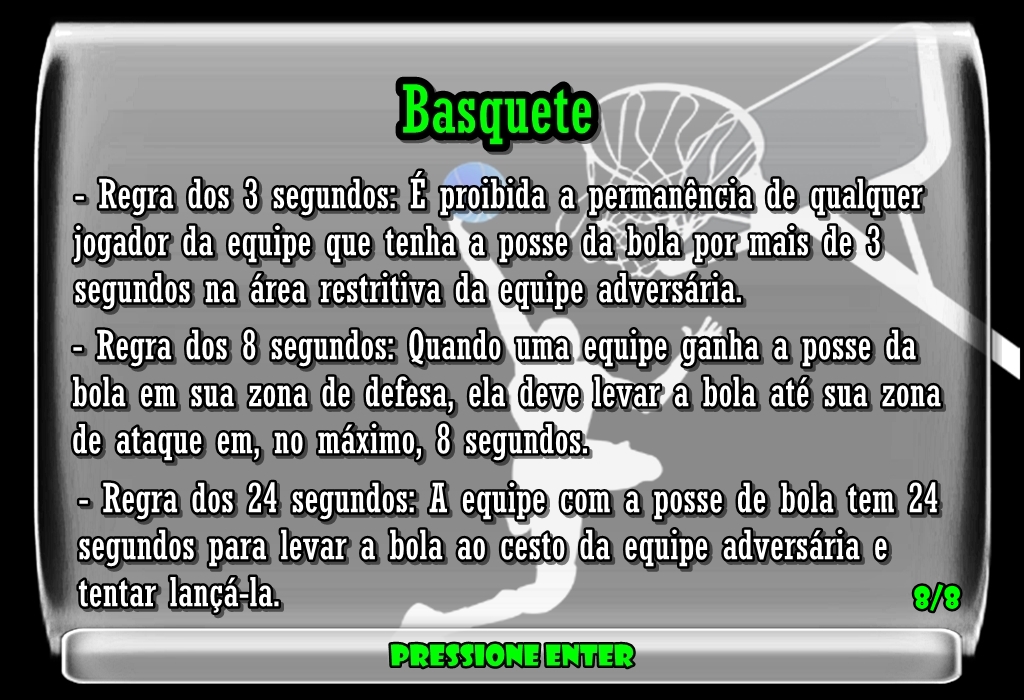 Basquete
- Regra dos 3 segundos: É proibida a permanência de qualquer
jogador da equipe que tenha a posse da bola por mais de 3
segundos na área restritiva da equipe adversária.
- Regra dos 8 segundos: Quando uma equipe ganha a posse da
bola em sua zona de defesa, ela deve levar a bola até sua zona
de ataque em, no máximo, 8 segundos.
- Regra dos 24 segundos: A equipe com a posse de bola tem 24
segundos para levar a bola ao cesto da equipe adversária e
tentar lançá-la.
8/8
PRESSIONE ENTER